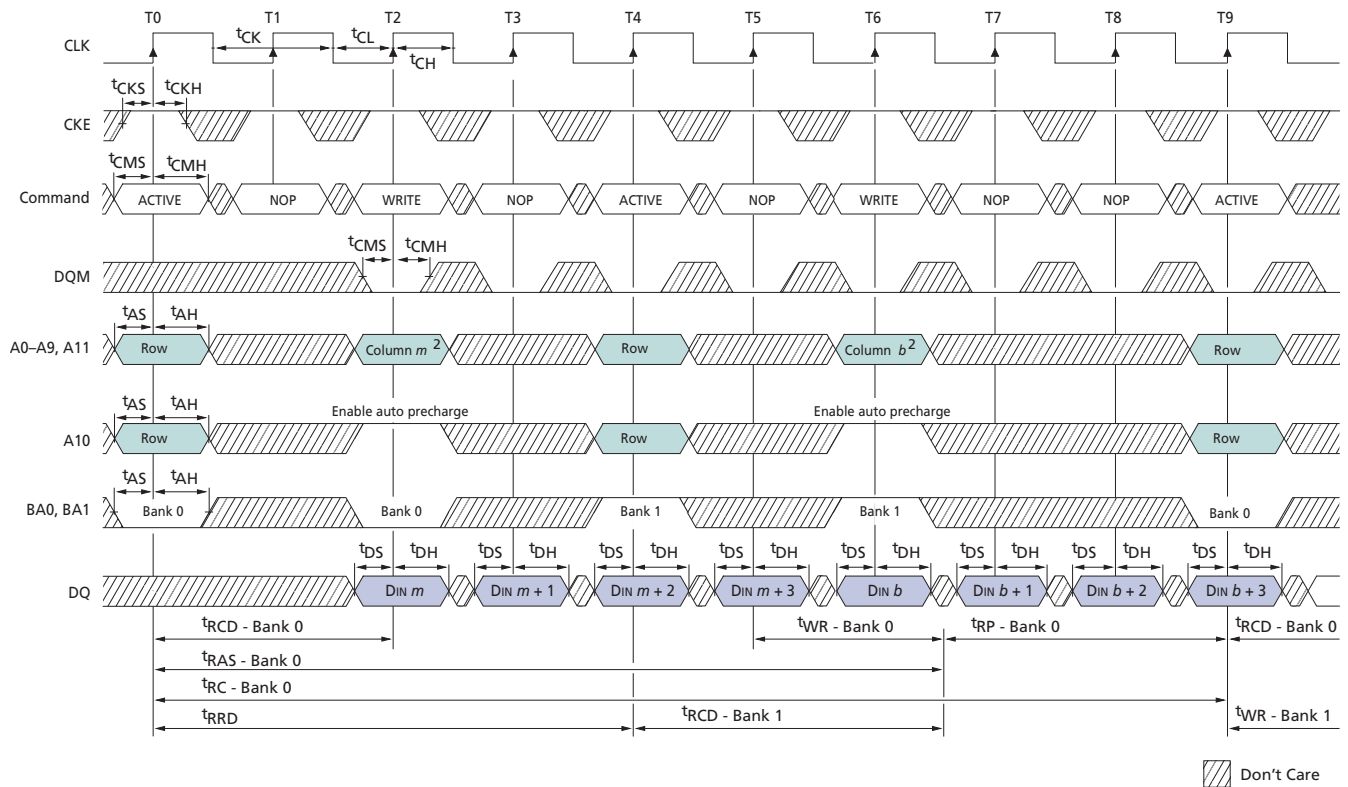 T0 T1 T2 T3 T4 T5 T6 T7 T8 T9
CLK tCK tCL tCH
tCKS tCKH
CKE
tCMS tCMH
Command ACTIVE NOP WRITE NOP ACTIVE NOP WRITE NOP NOP ACTIVE
tCMS tCMH
DQM
tAS tAH
A0–A9, A11 Row Column m 2 Row Column b 2 Row
tAS tAH Enable auto precharge Enable auto precharge
A10 Row Row Row
tAS tAH
BA0, BA1 Bank 0 Bank 0 Bank 1 Bank 1 Bank 0
tDS tDH tDS tDH tDS tDH tDS tDH tDS tDH tDS tDH tDS tDH tDS tDH
DQ DIN m DIN m + 1 DIN m + 2 DIN m + 3 DIN b DIN b + 1 DIN b + 2 DIN b + 3
tRCD - Bank 0 tWR - Bank 0 tRP - Bank 0 tRCD - Bank 0
tRAS - Bank 0
tRC - Bank 0
tRRD tRCD - Bank 1 tWR - Bank 1
Don't Care